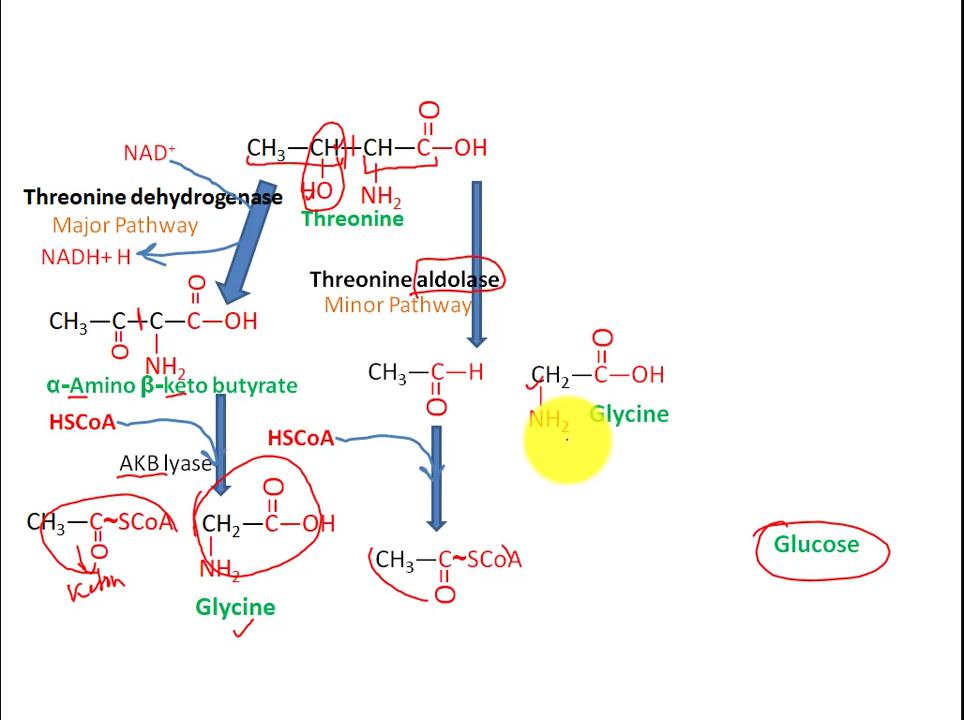 O
CH3—CH—CH—C—OH
HO
NH2
Threonine
NAD+
Threonine dehydrogenase
Major Pathway
NADH+ H
Threonine aldolase
Minor Pathway
O
CH3—C—C—C—OH
O
NH2
α-Amino β-keto butyrate
HSCoA
AKB lyase
CH3—C~SCoA
O
Keton
O
CH2—C—OH
NH2
Glycine
CH3—C—H
O
O
CH2—C—OH
NH2
Glycine
HSCoA
CH3—C~SCoA
O
Glucose